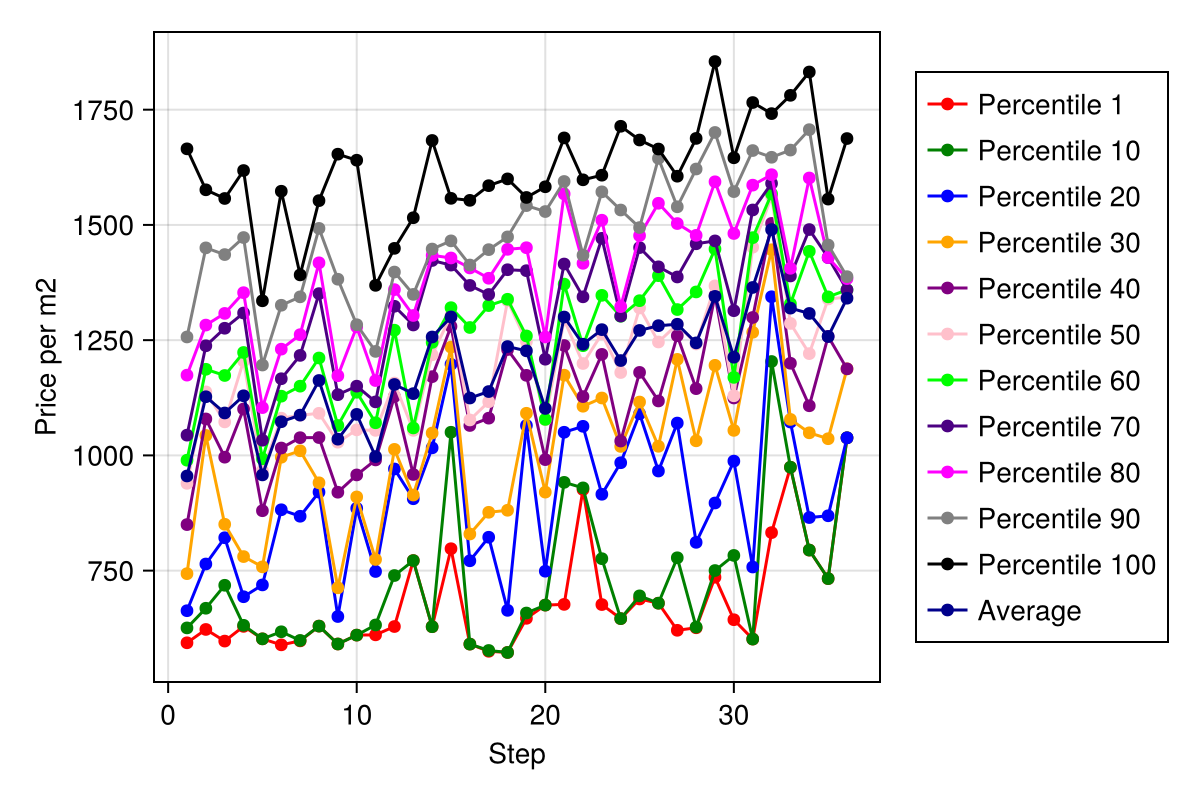 1750
1500
1250
1000
750
Price per m2
0 10 20 30
Step
Percentile 1
Percentile 10
Percentile 20
Percentile 30
Percentile 40
Percentile 50
Percentile 60
Percentile 70
Percentile 80
Percentile 90
Percentile 100
Average